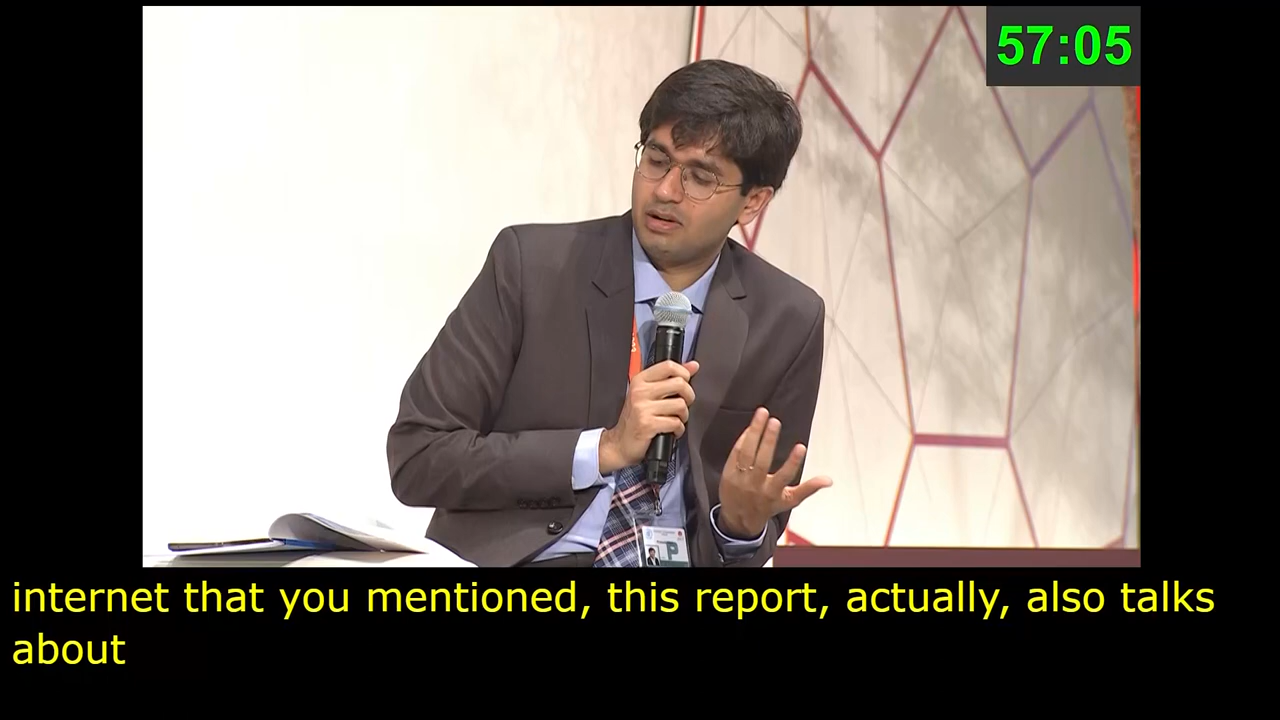 57:05
P
internet that you mentioned, this report, actually, also talks
about